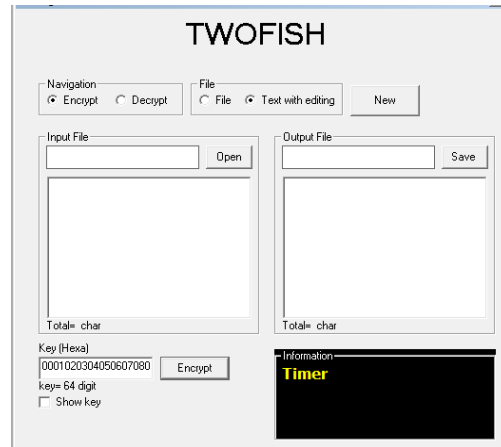 TWOFISH
Navigation
Encrypt Decrypt
File
File Text with editing
New
Input File
Open
Total= char
Output File
Save
Total= char
Key (Hexa)
0001020304050607080
Encrypt
key= 64 digit
Show key
Information
Timer